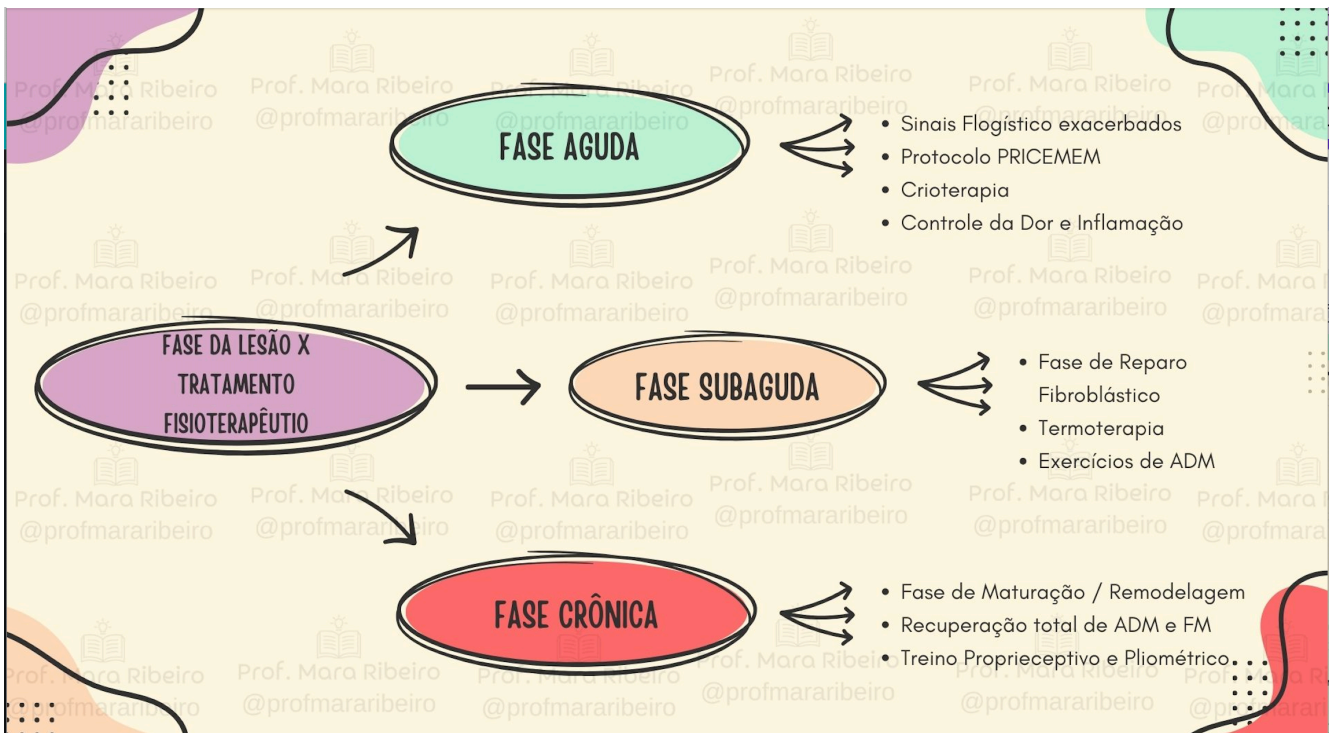 FASE DA LESÃO X
TRATAMENTO
FISIOTERAPÊUTIO
FASE AGUDA
• Sinais Flogístico exacerbados
• Protocolo PRICEMEM
• Crioterapia
• Controle da Dor e Inflamação
FASE SUBAGUDA
• Fase de Reparo
Fibroblástico
• Termoterapia
• Exercícios de ADM
FASE CRÔNICA
• Fase de Maturação / Remodelagem
• Recuperação total de ADM e FM
• Treino Proprieceptivo e Pliométrico
Prof. Mara Ribeiro
@profmararibeiro